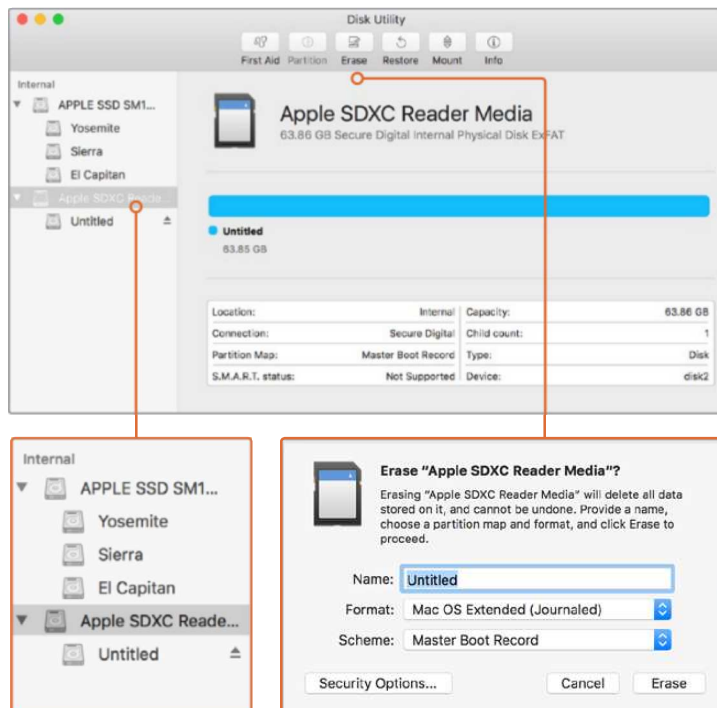 Disk Utility
First Aid Partition Erase Restore Mount Info
Internal
APPLE SSD SM1...
Yosemite
Sierra
El Capitan
Apple SDXC Reade...
Untitled
Apple SDXC Reader Media
63.86 GB Secure Digital Internal Physical Disk ExFAT
Untitled
63.85 GB
Location: Internal Capacity: 63.86 GB
Connection: Secure Digital Child count: 1
Partition Map: Master Boot Record Type: Disk
S.M.A.R.T. status: Not Supported Device: disk2
Internal
APPLE SSD SM1...
Yosemite
Sierra
El Capitan
Apple SDXC Reade...
Untitled
Erase “Apple SDXC Reader Media”?
Erasing “Apple SDXC Reader Media” will delete all data
stored on it, and cannot be undone. Provide a name,
choose a partition map and format, and click Erase to
proceed.
Name: Untitled
Format: Mac OS Extended (Journaled)
Scheme: Master Boot Record
Security Options... Cancel Erase